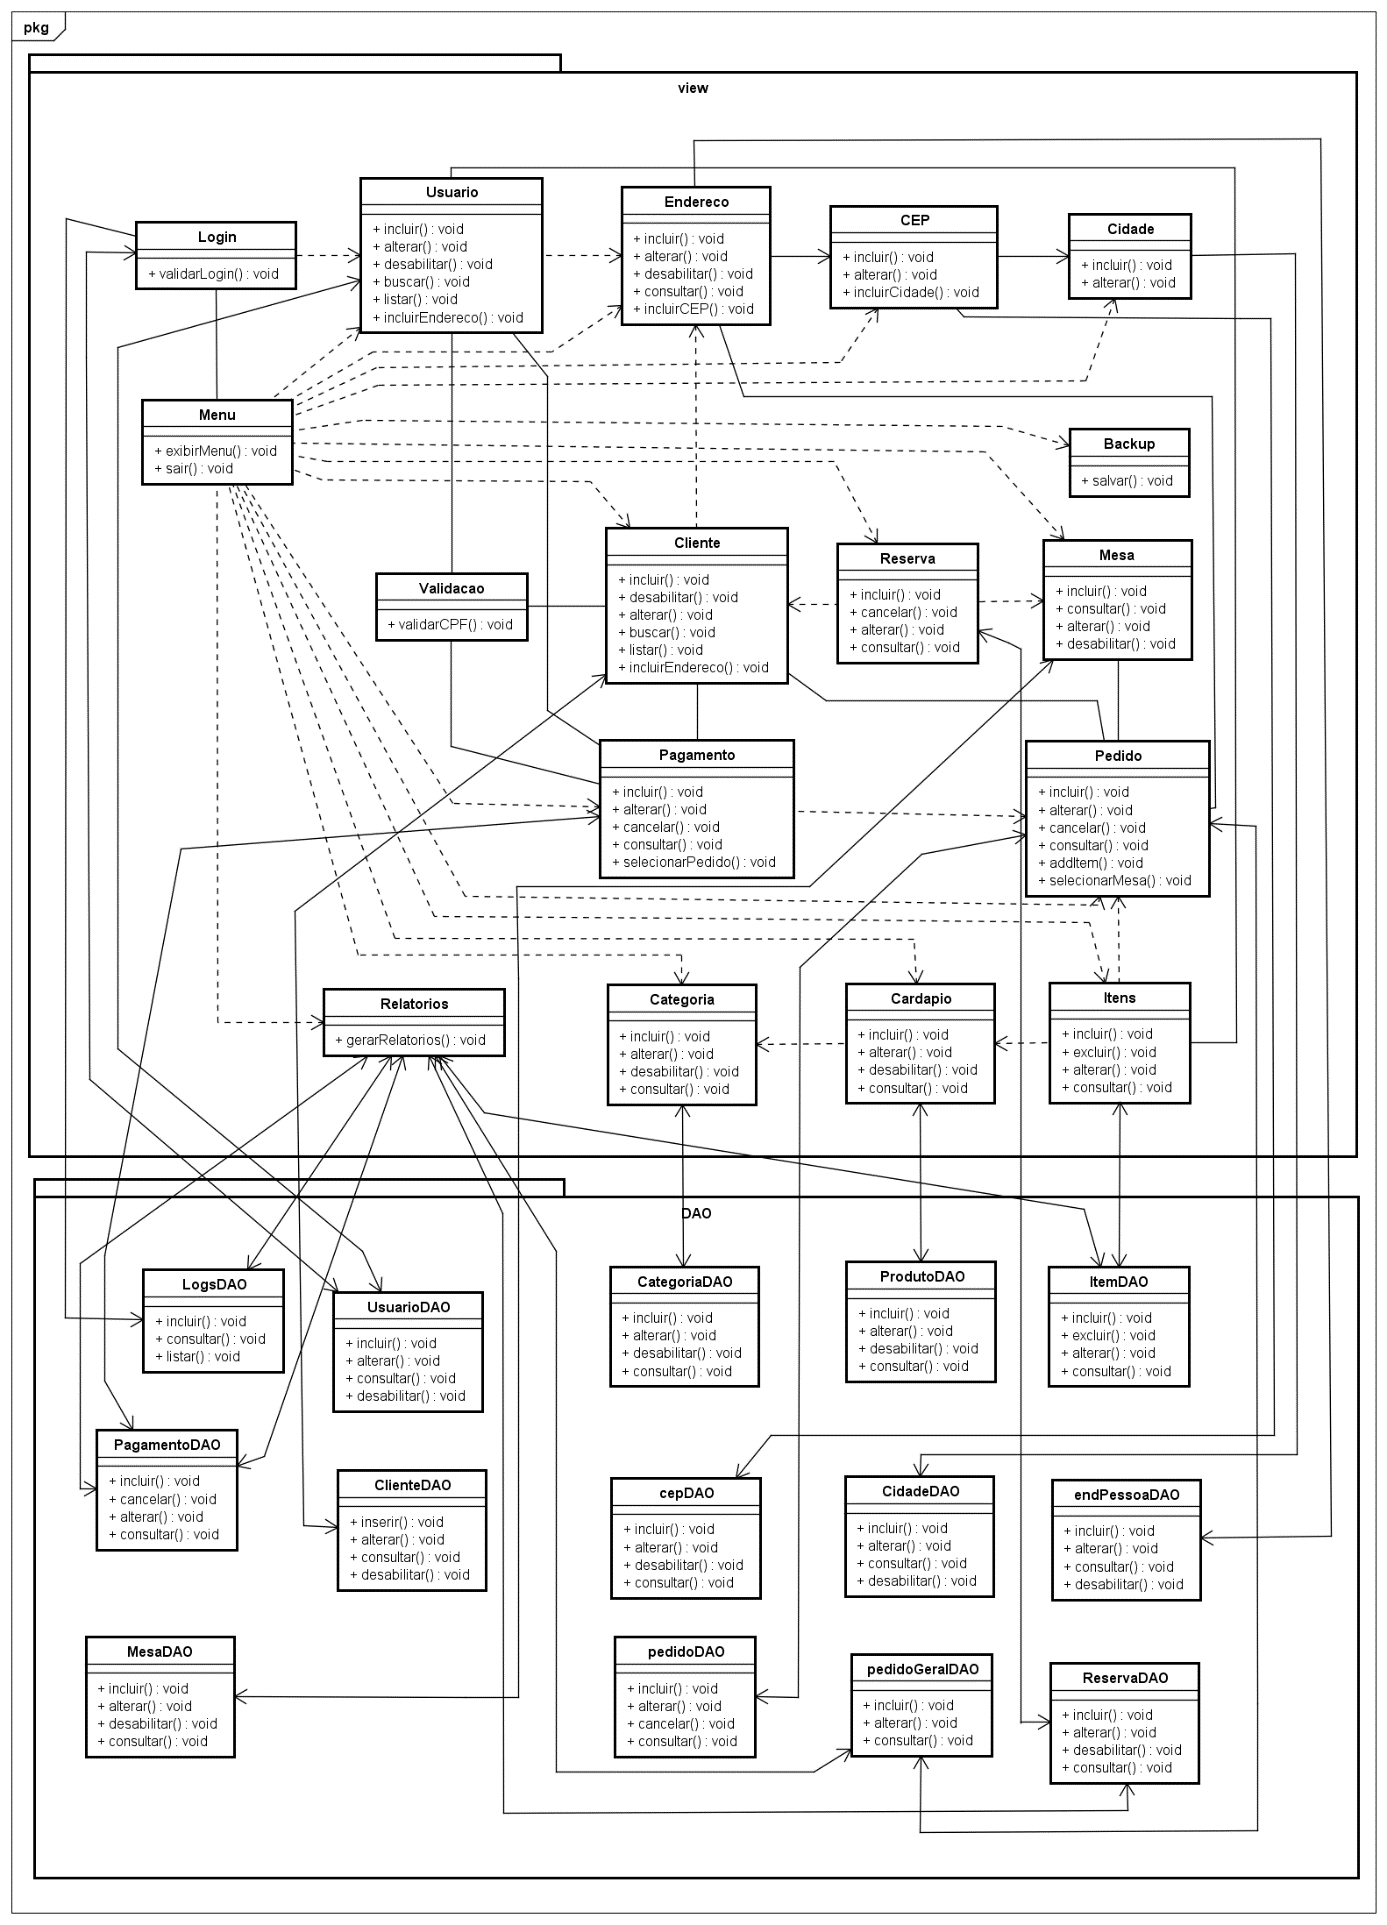 pkg
view
Usuario
+ incluir() : void
+ alterar() : void
+ desabilitar() : void
+ buscar() : void
+ listar() : void
+ incluirEndereco() : void
Endereco
+ incluir() : void
+ alterar() : void
+ desabilitar() : void
+ consultar() : void
+ incluirCEP() : void
CEP
+ incluir() : void
+ alterar() : void
+ incluirCidade() : void
Cidade
+ incluir() : void
+ alterar() : void
Login
+ validarLogin() : void
Menu
+ exibirMenu() : void
+ sair() : void
Backup
+ salvar() : void
Cliente
+ incluir() : void
+ desabilitar() : void
+ alterar() : void
+ buscar() : void
+ listar() : void
+ incluirEndereco() : void
Reserva
+ incluir() : void
+ cancelar() : void
+ alterar() : void
+ consultar() : void
Mesa
+ incluir() : void
+ consultar() : void
+ alterar() : void
+ desabilitar() : void
Validacao
+ validarCPF() : void
Pagamento
+ incluir() : void
+ alterar() : void
+ cancelar() : void
+ consultar() : void
+ selecionarPedido() : void
Pedido
+ incluir() : void
+ alterar() : void
+ cancelar() : void
+ consultar() : void
+ addItem() : void
+ selecionarMesa() : void
Relatorios
+ gerarRelatorios() : void
Categoria
+ incluir() : void
+ alterar() : void
+ desabilitar() : void
+ consultar() : void
Cardapio
+ incluir() : void
+ alterar() : void
+ desabilitar() : void
+ consultar() : void
Itens
+ incluir() : void
+ excluir() : void
+ alterar() : void
+ consultar() : void
DAO
LogsDAO
+ incluir() : void
+ consultar() : void
+ listar() : void
UsuarioDAO
+ incluir() : void
+ alterar() : void
+ consultar() : void
+ desabilitar() : void
CategoriaDAO
+ incluir() : void
+ alterar() : void
+ desabilitar() : void
+ consultar() : void
ProdutoDAO
+ incluir() : void
+ alterar() : void
+ desabilitar() : void
+ consultar() : void
ItemDAO
+ incluir() : void
+ excluir() : void
+ alterar() : void
+ consultar() : void
PagamentoDAO
+ incluir() : void
+ cancelar() : void
+ alterar() : void
+ consultar() : void
ClienteDAO
+ inserir() : void
+ alterar() : void
+ consultar() : void
+ desabilitar() : void
cepDAO
+ incluir() : void
+ alterar() : void
+ desabilitar() : void
+ consultar() : void
CidadeDAO
+ incluir() : void
+ alterar() : void
+ consultar() : void
+ desabilitar() : void
endPessoaDAO
+ incluir() : void
+ alterar() : void
+ consultar() : void
+ desabilitar() : void
MesaDAO
+ incluir() : void
+ alterar() : void
+ desabilitar() : void
+ consultar() : void
pedidoDAO
+ incluir() : void
+ alterar() : void
+ cancelar() : void
+ consultar() : void
pedidoGeralDAO
+ incluir() : void
+ alterar() : void
+ consultar() : void
ReservaDAO
+ incluir() : void
+ alterar() : void
+ desabilitar() : void
+ consultar() : void